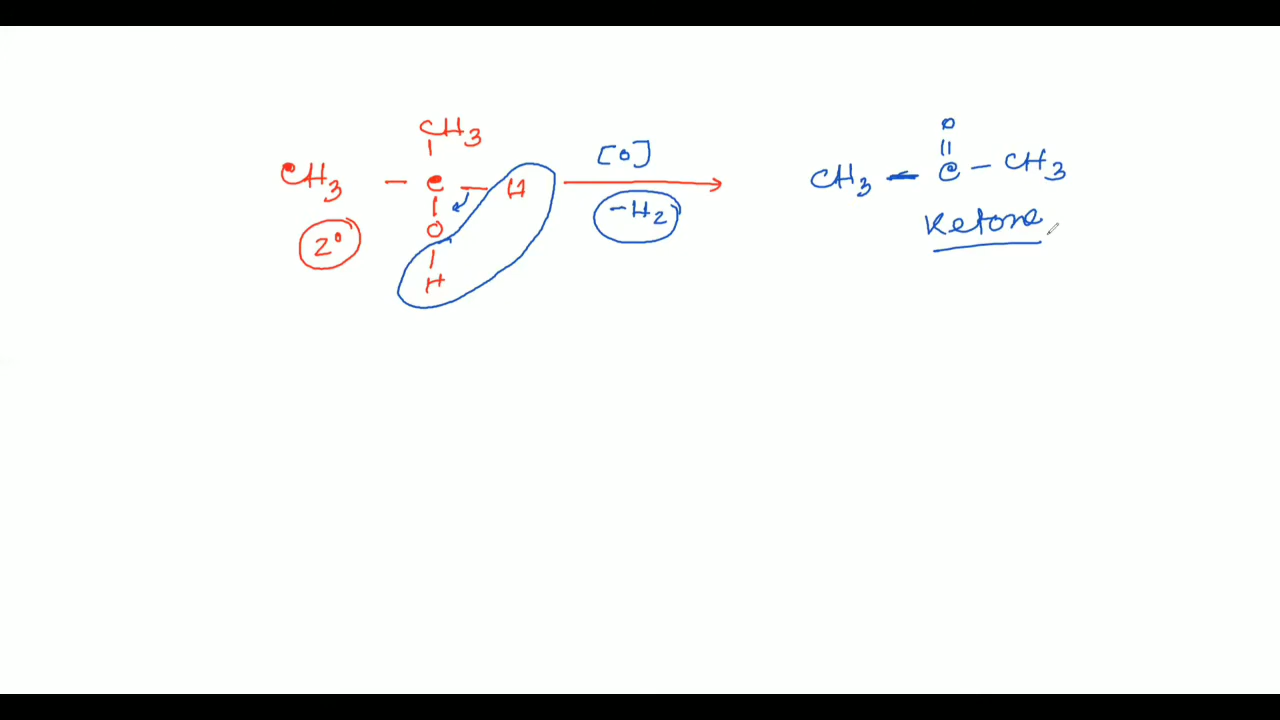 CH3
CH3 - C - H [O] CH3 - C - CH3
O
-H2
2°
O
Ketone
H